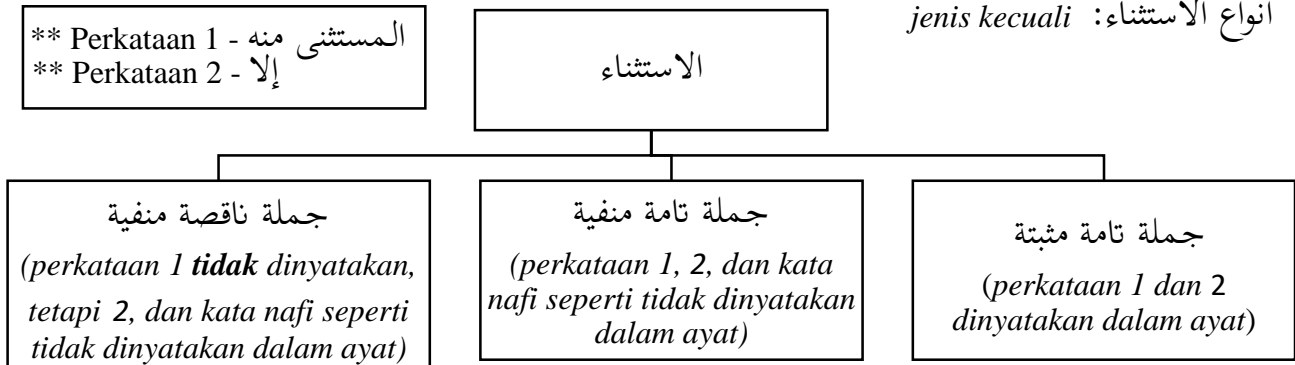 انواع الاستثناء: jenis kecuali
** Perkataan 1 - المستثنى منه
** Perkataan 2 - إلا
الاستثناء
جملة تامة مثبتة
(perkataan 1 dan 2
dinyatakan dalam ayat)
جملة تامة منفية
(perkataan 1, 2, dan kata
nafi seperti tidak dinyatakan
dalam ayat)
جملة ناقصة منفية
(perkataan 1 tidak dinyatakan,
tetapi 2, dan kata nafi seperti
tidak dinyatakan dalam ayat)